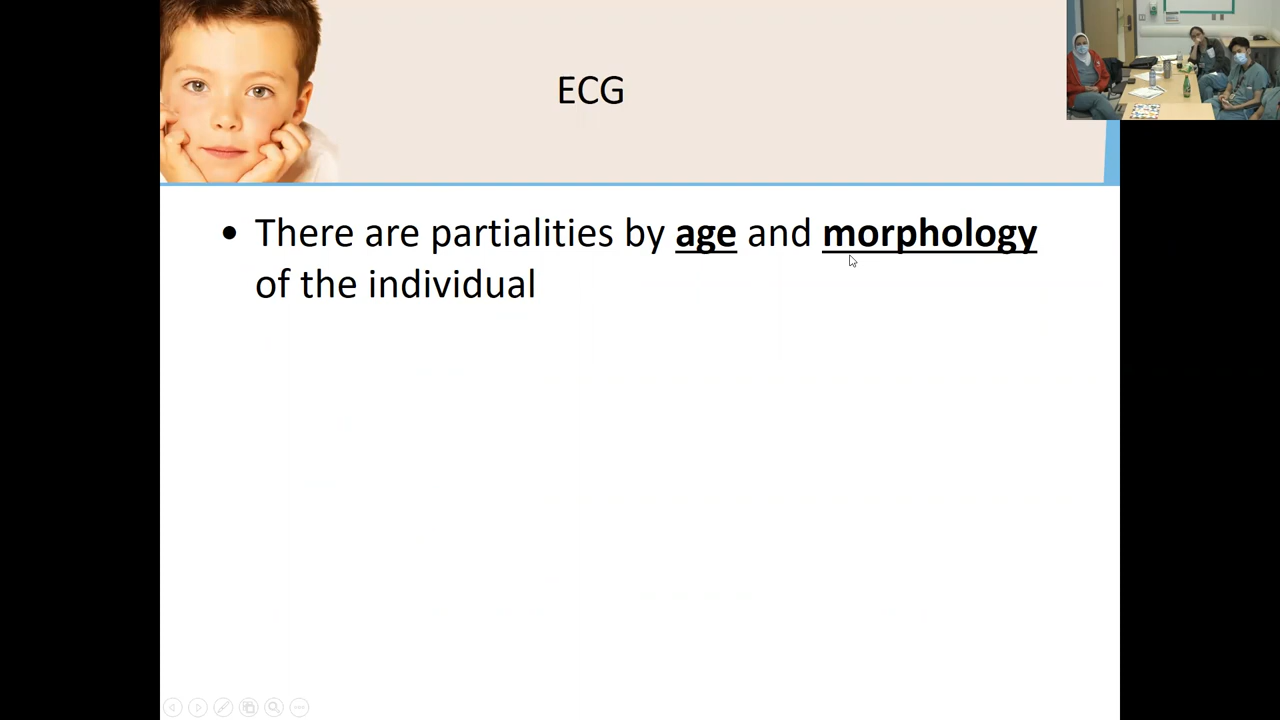 ECG
• There are partialities by age and morphology
of the individual